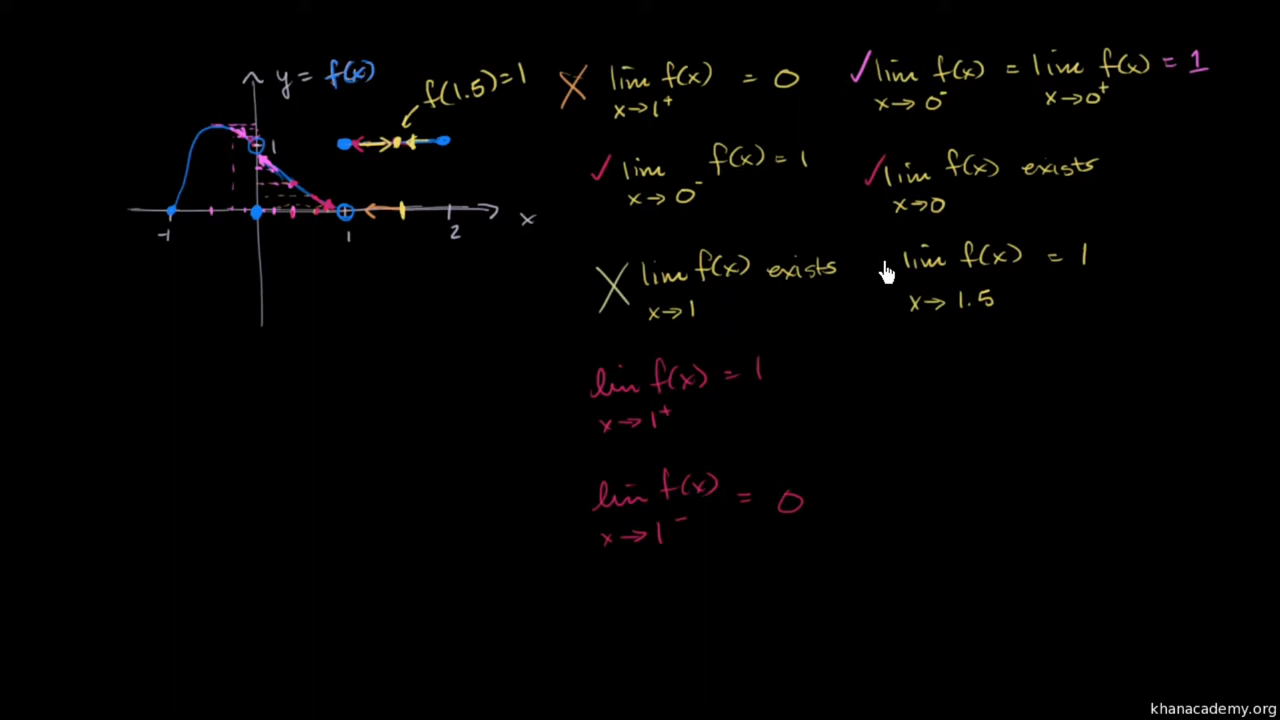 y = f(x)
f(1.5)=1
1
-1
1
2
x
X lim f(x) = 0
x→1⁺
✓ lim f(x) = 1
x→0⁻
X lim f(x) exists
x→1
lim f(x) = 1
x→1⁺
lim f(x) = 0
x→1⁻
✓ lim f(x) = lim f(x) = 1
x→0⁻ x→0⁺
✓ lim f(x) exists
x→0
lim f(x) = 1
x→1.5
khanacademy.org